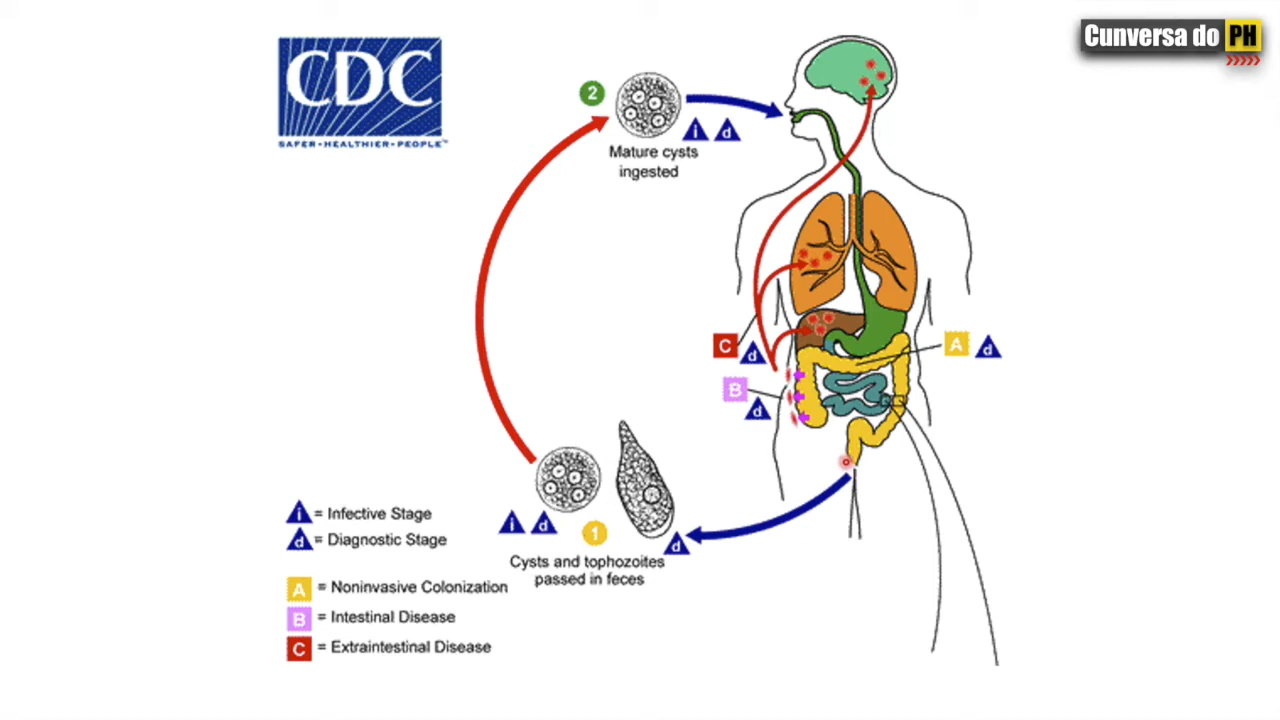 Cunversa do PH
CDC
SAFER·HEALTHIER·PEOPLE™
2
i d
Mature cysts
ingested
C d
A d
B d
i d
1
d
Cysts and tophozoites
passed in feces
i = Infective Stage
d = Diagnostic Stage
A = Noninvasive Colonization
B = Intestinal Disease
C = Extraintestinal Disease